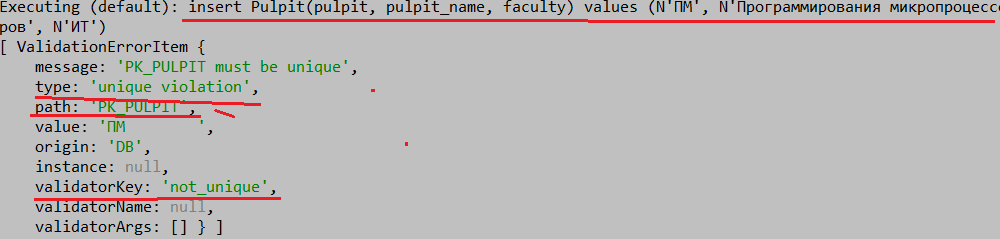 Executing (default): insert Pulpit(pulpit, pulpit_name, faculty) values (N'ПМ', N'Программирования микропроцессо
ров', N'ИТ')
[ ValidationErrorItem {
message: 'PK_PULPIT must be unique',
type: 'unique violation',
path: 'PK_PULPIT',
value: 'ПМ        ',
origin: 'DB',
instance: null,
validatorKey: 'not_unique',
validatorName: null,
validatorArgs: [] } ]